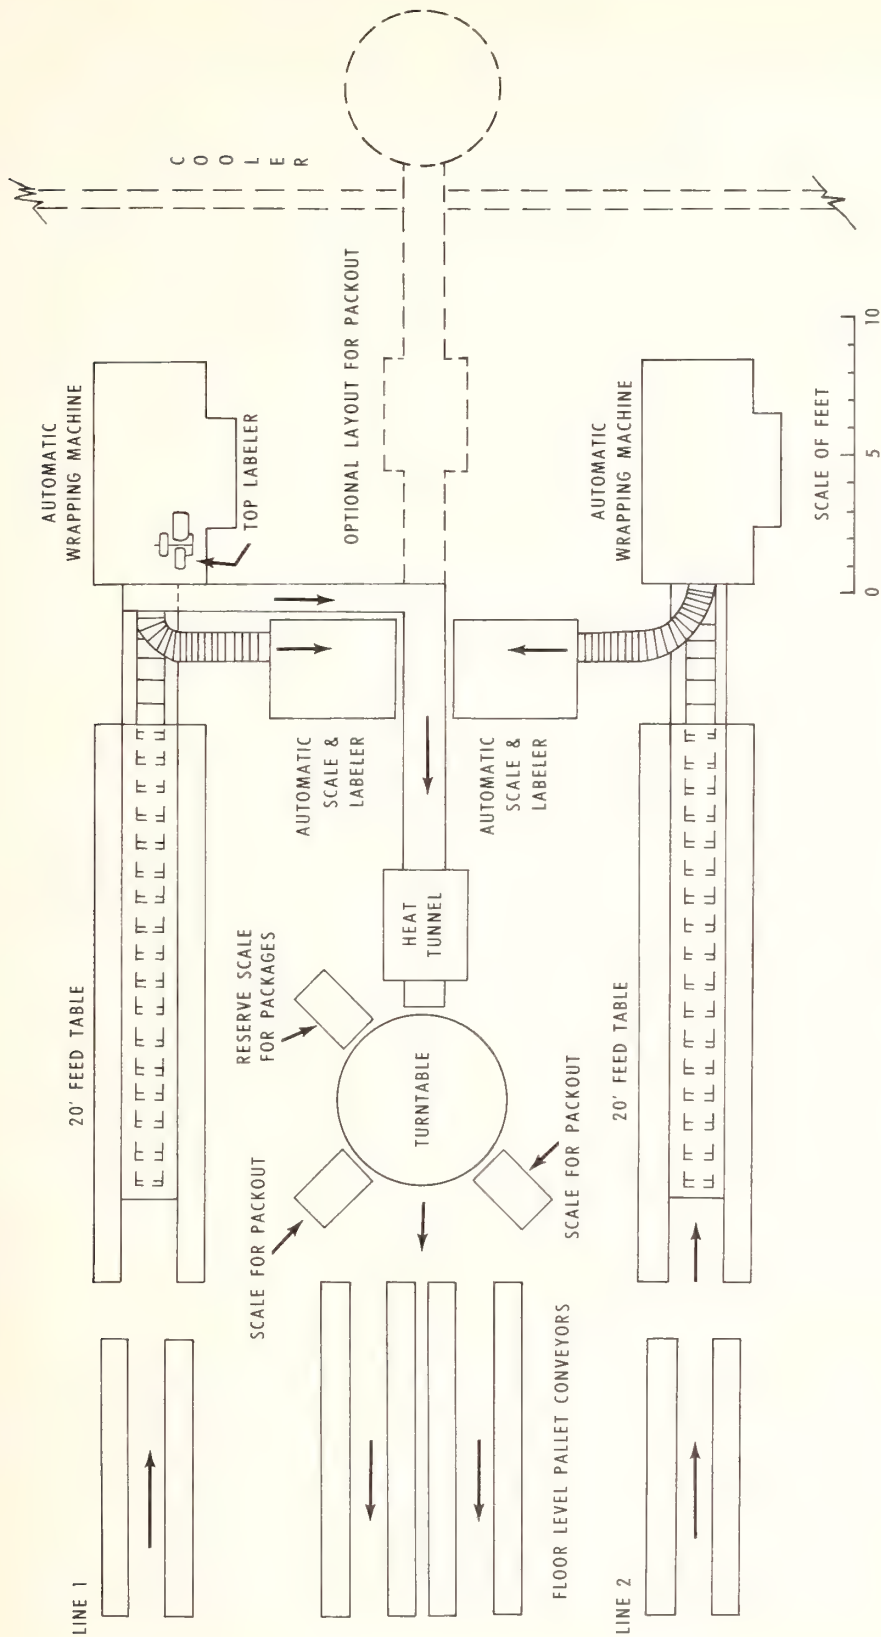 LINE 1
20' FEED TABLE
AUTOMATIC
WRAPPING MACHINE
TOP LABELER
COOLER
SCALE FOR PACKOUT
RESERVE SCALE
FOR PACKAGES
AUTOMATIC
SCALE &
LABELER
OPTIONAL LAYOUT FOR PACKOUT
TURNTABLE
HEAT
TUNNEL
AUTOMATIC
SCALE &
LABELER
SCALE FOR PACKOUT
FLOOR LEVEL PALLET CONVEYORS
LINE 2
20' FEED TABLE
AUTOMATIC
WRAPPING MACHINE
SCALE OF FEET
0 5 10